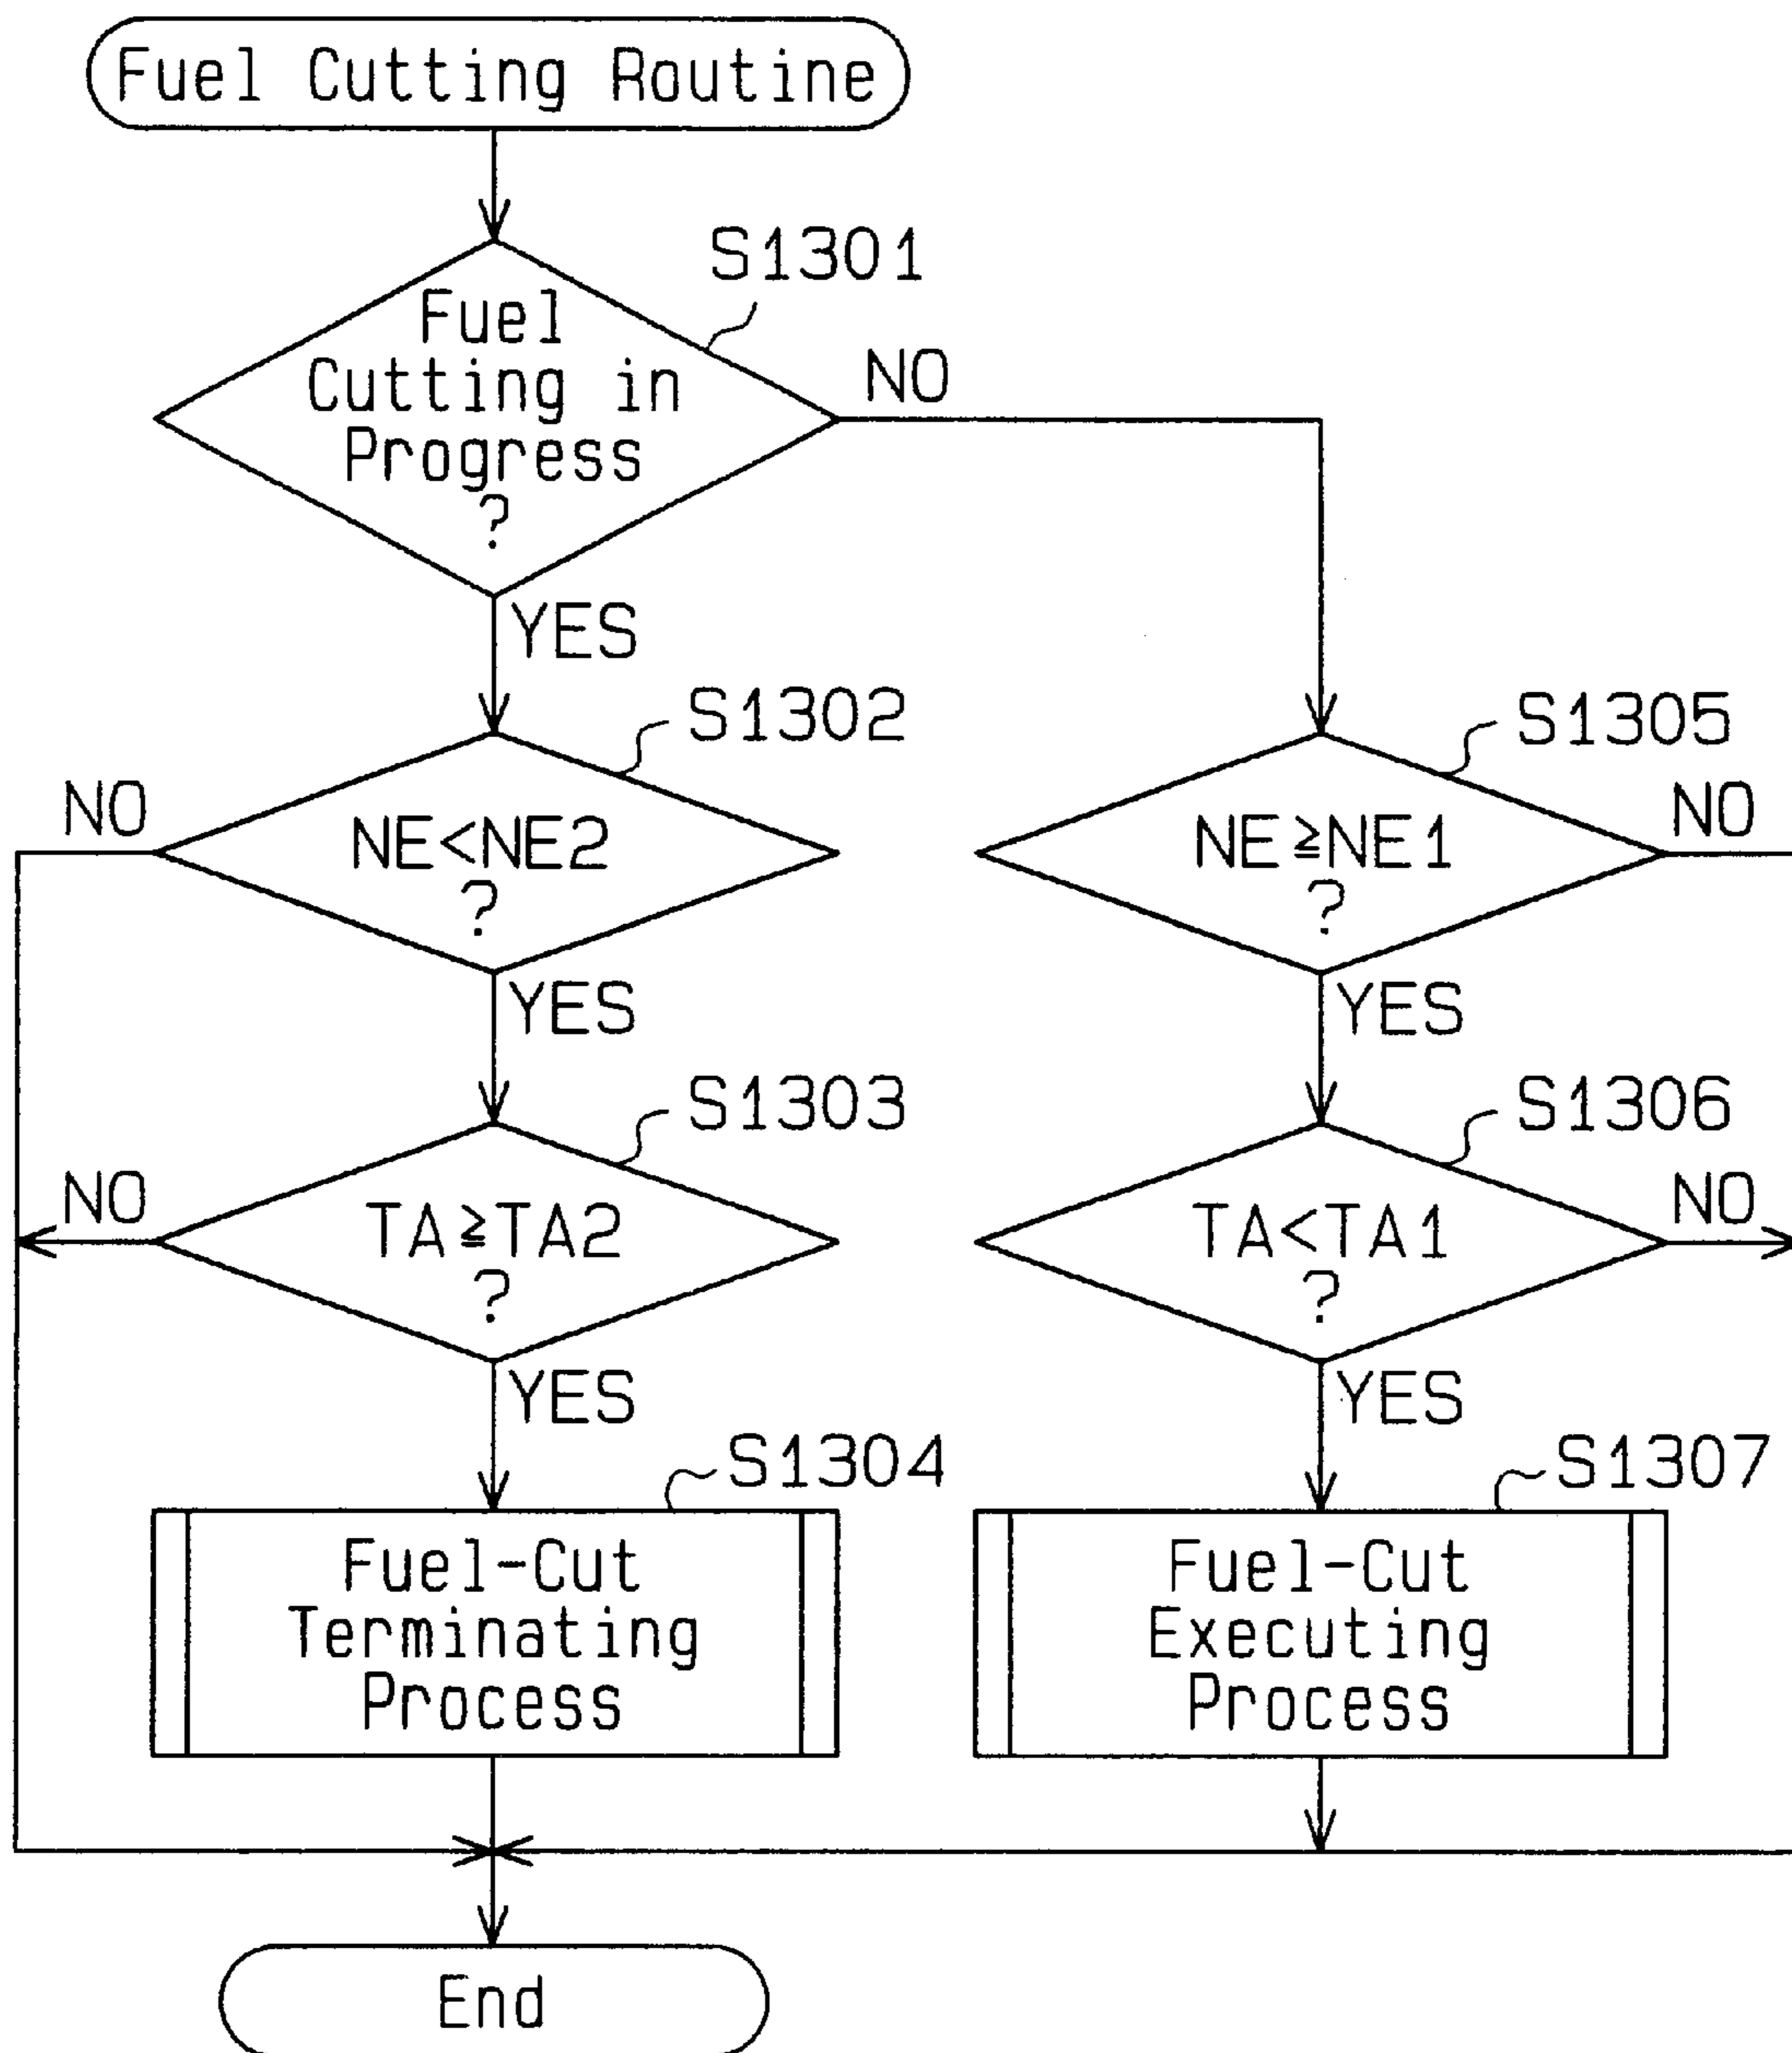 Fuel Cutting Routine
S1301
Fuel
Cutting in
Progress
?
NO
YES
S1302
NO
NE<NE2
?
YES
S1305
NO
NE≧NE1
?
YES
S1303
NO
TA≧TA2
?
YES
S1306
NO
TA<TA1
?
YES
S1304
Fuel-Cut
Terminating
Process
S1307
Fuel-Cut
Executing
Process
End